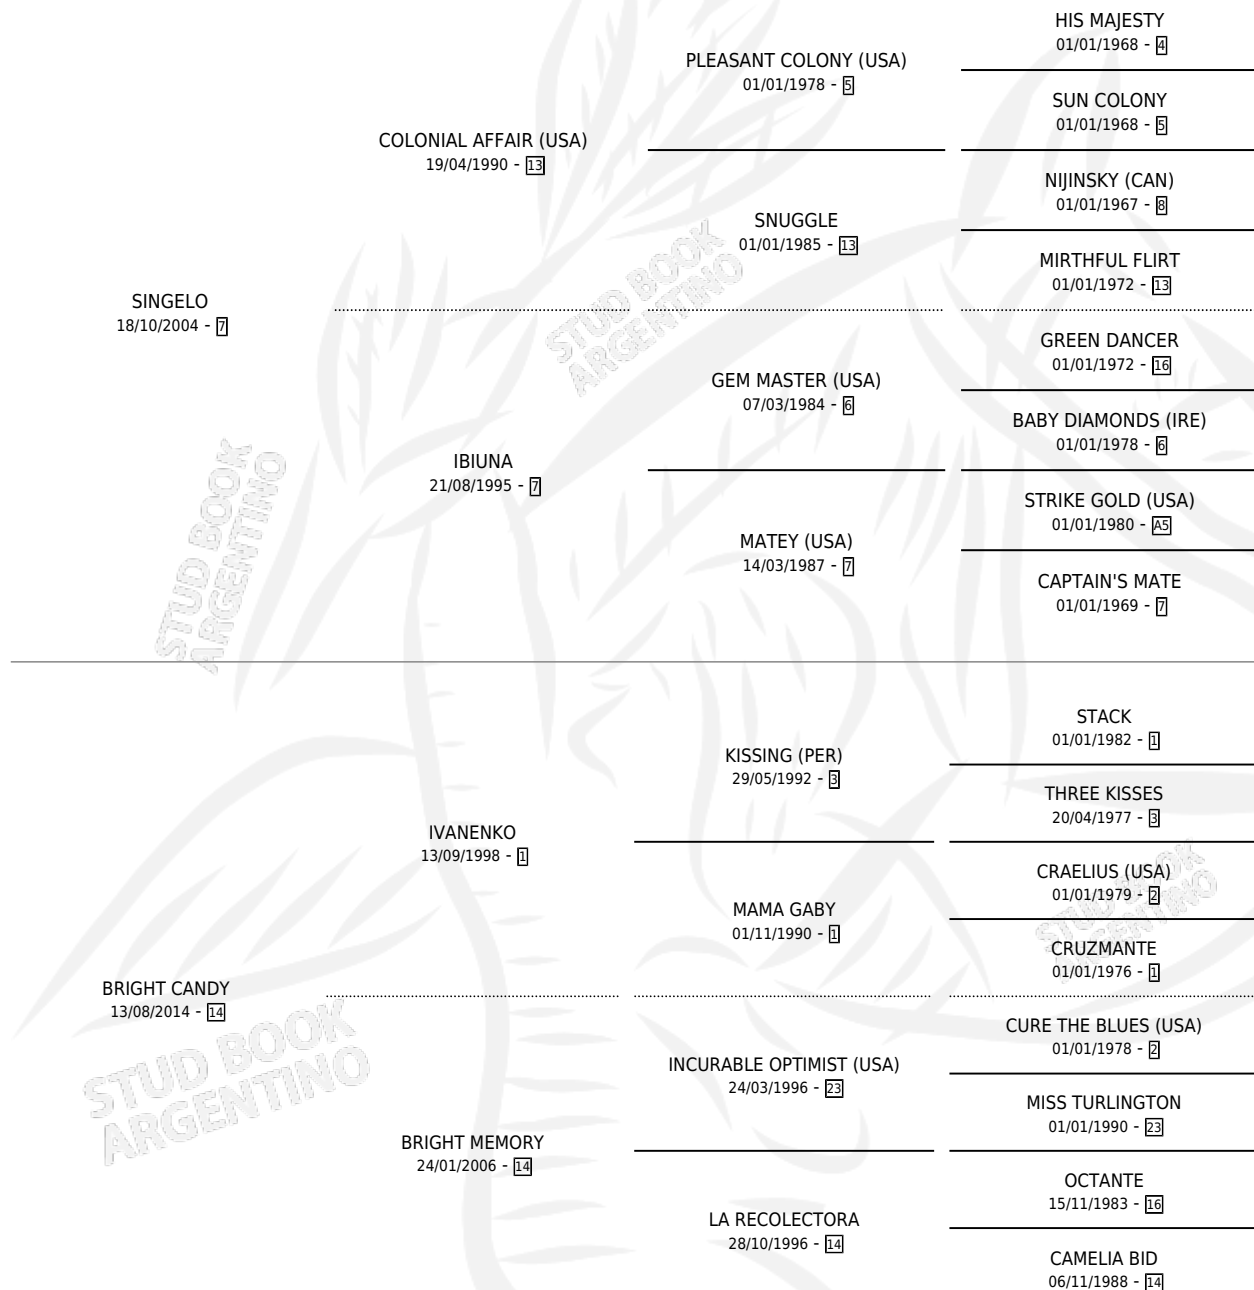 HIS MAJESTY
01/01/1968 - 4
PLEASANT COLONY (USA)
01/01/1978 - 5
SUN COLONY
01/01/1968 - 5
COLONIAL AFFAIR (USA)
19/04/1990 - 13
NIJINSKY (CAN)
01/01/1967 - 8
SNUGGLE
01/01/1985 - 13
MIRTHFUL FLIRT
01/01/1972 - 13
SINGELO
18/10/2004 - 7
STUD BOOK
ARGENTINO
GREEN DANCER
01/01/1972 - 16
GEM MASTER (USA)
07/03/1984 - 6
BABY DIAMONDS (IRE)
01/01/1978 - 6
IBIUNA
21/08/1995 - 7
STRIKE GOLD (USA)
01/01/1980 - A5
MATEY (USA)
14/03/1987 - 7
CAPTAIN'S MATE
01/01/1969 - 7
STUD BOOK
ARGENTINO
STACK
01/01/1982 - 1
KISSING (PER)
29/05/1992 - 3
THREE KISSES
20/04/1977 - 3
IVANENKO
13/09/1998 - 1
CRAELIUS (USA)
01/01/1979 - 2
MAMA GABY
01/11/1990 - 1
STUD BOOK
ARGENTINO
CRUZMANTE
01/01/1976 - 1
BRIGHT CANDY
13/08/2014 - 14
STUD BOOK
ARGENTINO
CURE THE BLUES (USA)
01/01/1978 - 2
INCURABLE OPTIMIST (USA)
24/03/1996 - 23
MISS TURLINGTON
01/01/1990 - 23
BRIGHT MEMORY
24/01/2006 - 14
OCTANTE
15/11/1983 - 16
LA RECOLECTORA
28/10/1996 - 14
CAMELIA BID
06/11/1988 - 14